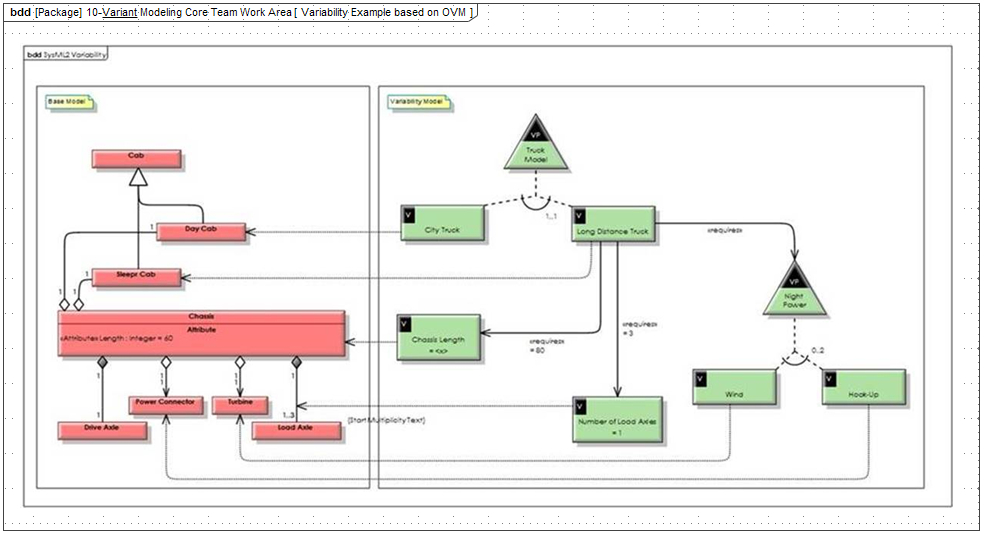 bdd [Package] 10-Variant Modeling Core Team Work Area [ Variability Example based on OVM ]
bdd SysML2 Variability
Base Model
Variability Model
VP
Truck
Model
Cab
1..1
V
City Truck
V
Long Distance Truck
«requires»
1
Day Cab
VP
Night
Power
1
Sleepr Cab
1
1
Chassis
Attribute
«Attribute» Length : Integer = 60
V
Chassis Length
= <x>
«requires»
= 80
«requires»
= 3
0..2
1
1
1
1
V
Wind
V
Hook-Up
1
1
1
1
Power Connector
Turbine
1..3
{Start Multiplicity Text}
V
Number of Load Axles
= 1
Drive Axle
Load Axle